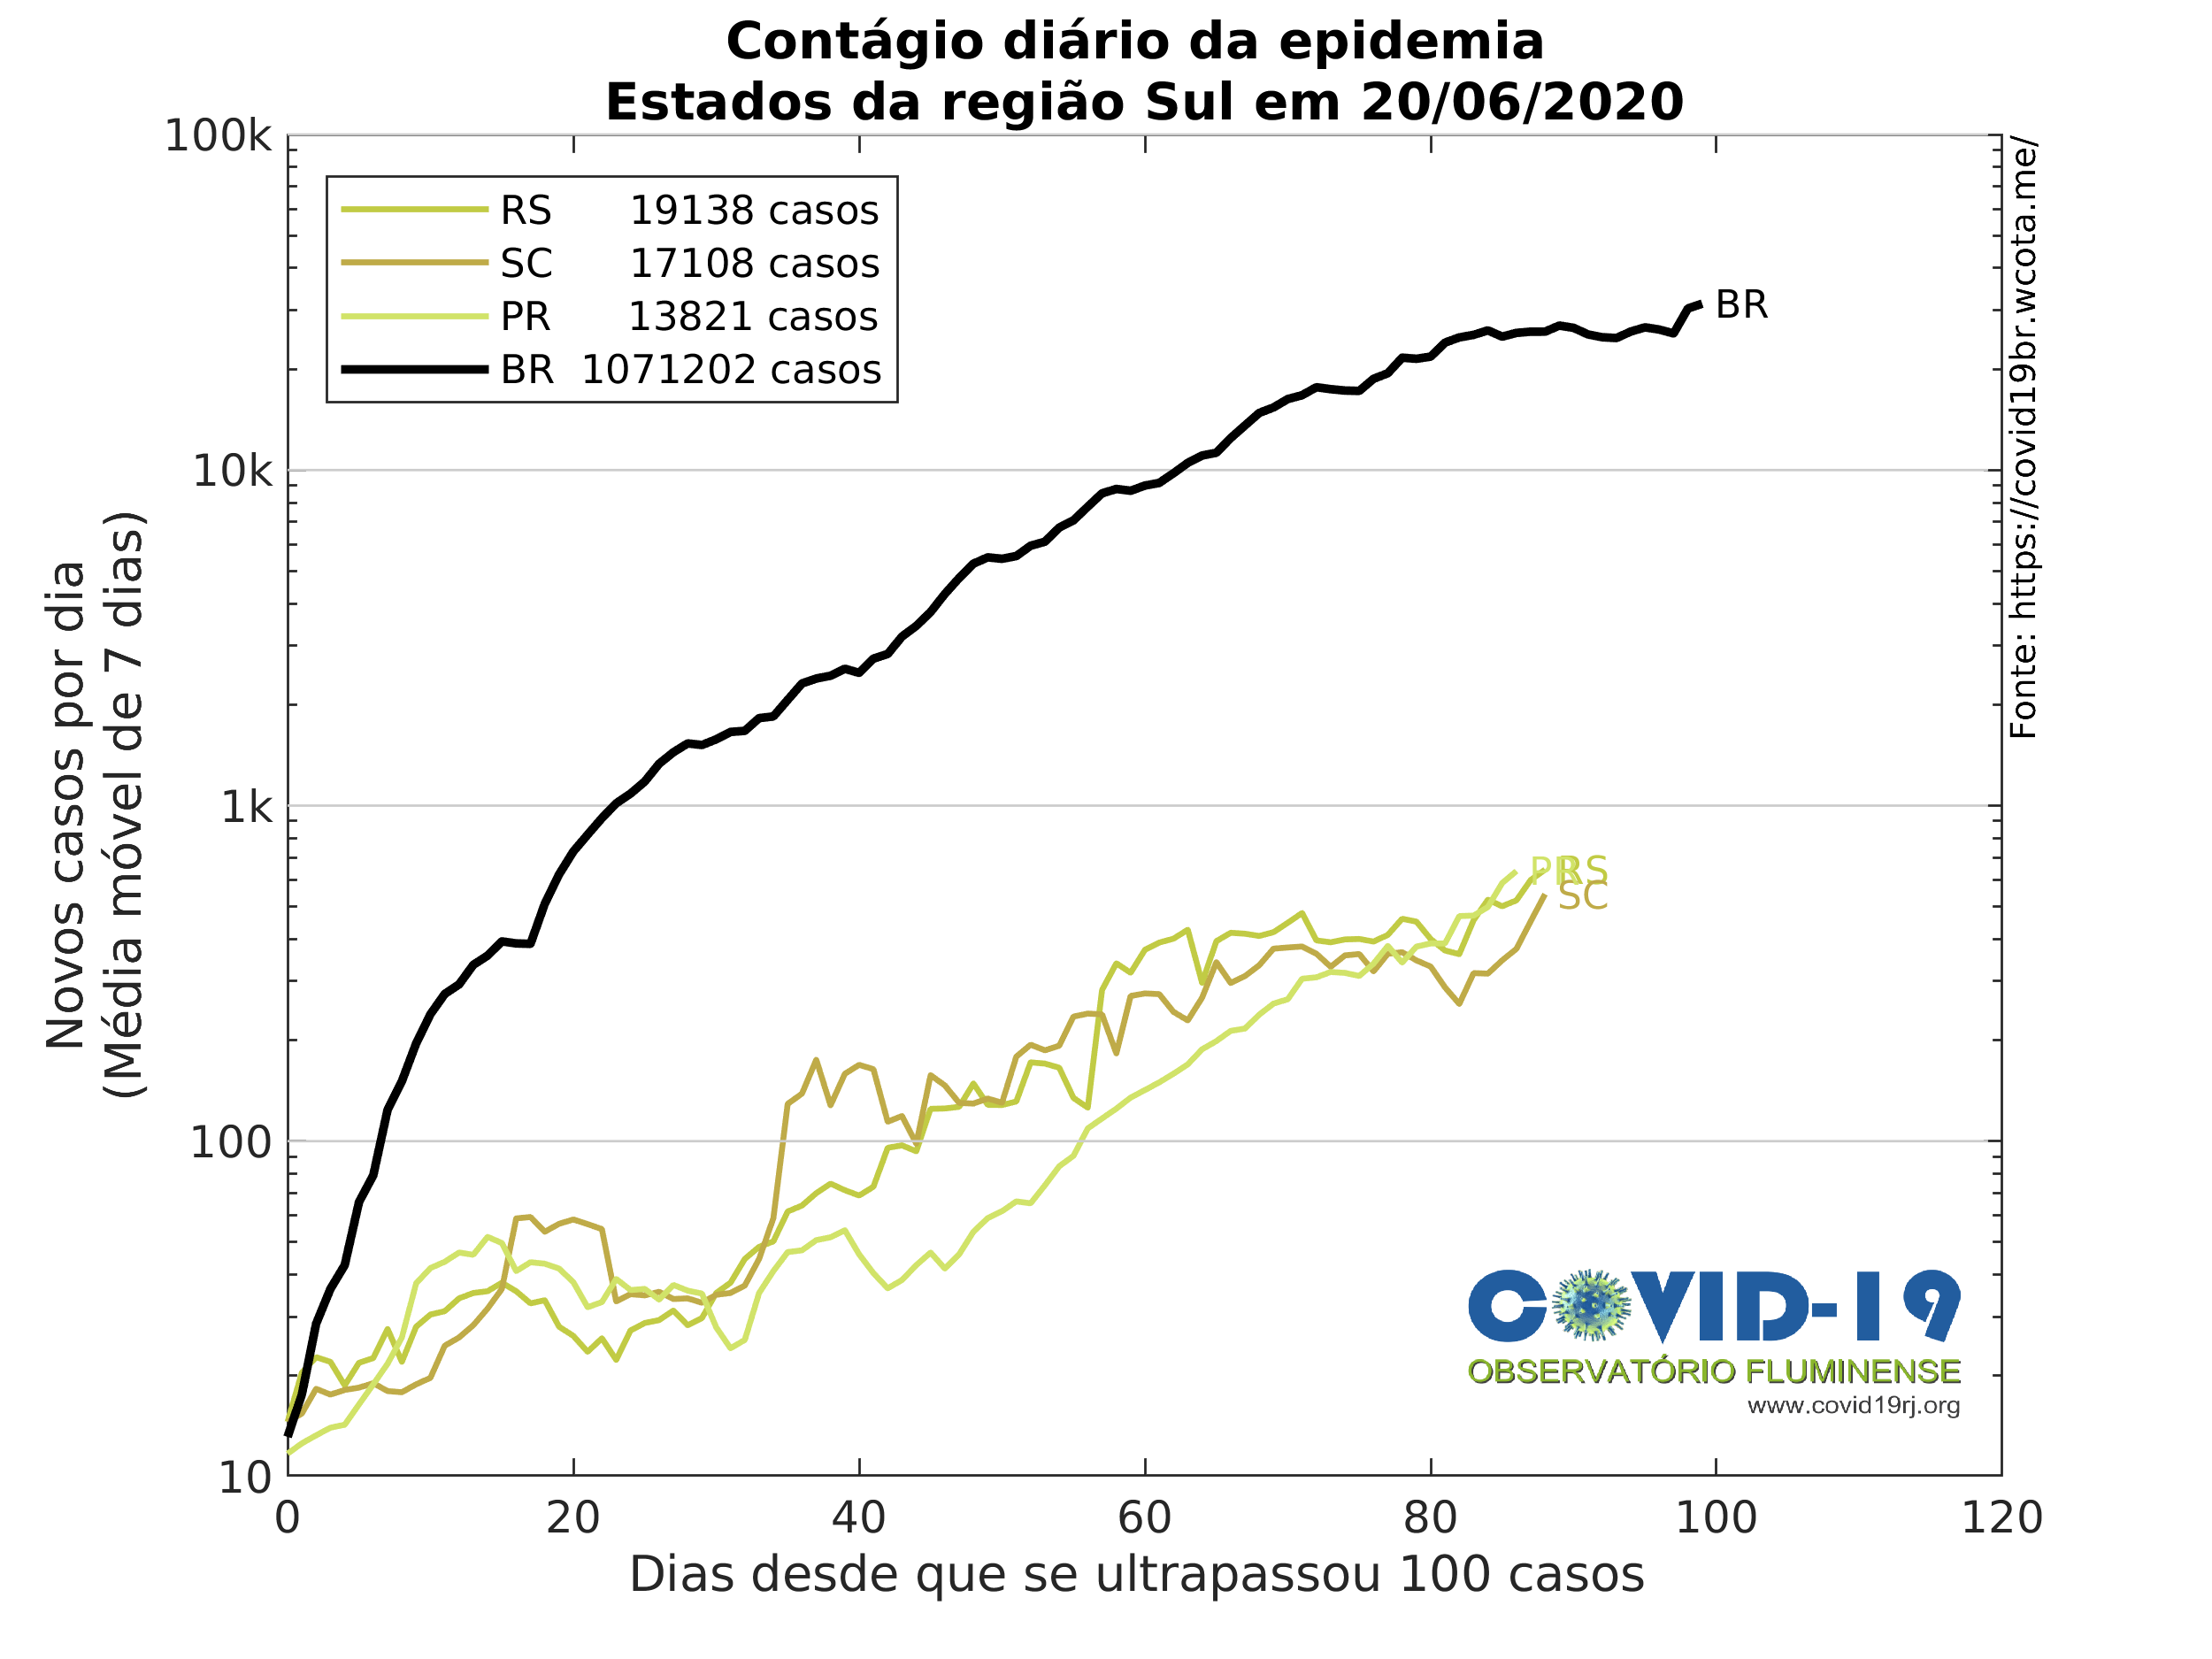 Contágio diário da epidemia
Estados da região Sul em 20/06/2020
100k
10k
1k
100
10
Novos casos por dia
(Média móvel de 7 dias)
RS 19138 casos
SC 17108 casos
PR 13821 casos
BR 1071202 casos
BR
PR
RS
SC
Fonte: https://covid19br.wcota.me/
COVID-19
OBSERVATÓRIO FLUMINENSE
www.covid19rj.org
0 20 40 60 80 100 120
Dias desde que se ultrapassou 100 casos